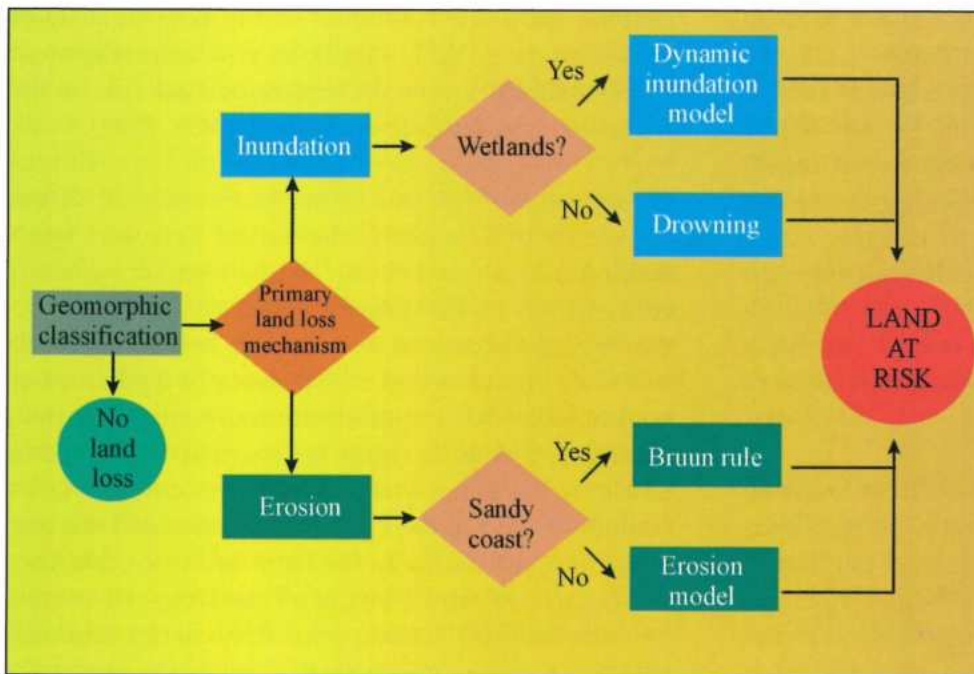 Yes
Dynamic
inundation
model
Inundation
Wetlands?
No
Drowning
Geomorphic
classification
Primary
land loss
mechanism
LAND
AT
RISK
No
land
loss
Yes
Bruun rule
Erosion
Sandy
coast?
No
Erosion
model